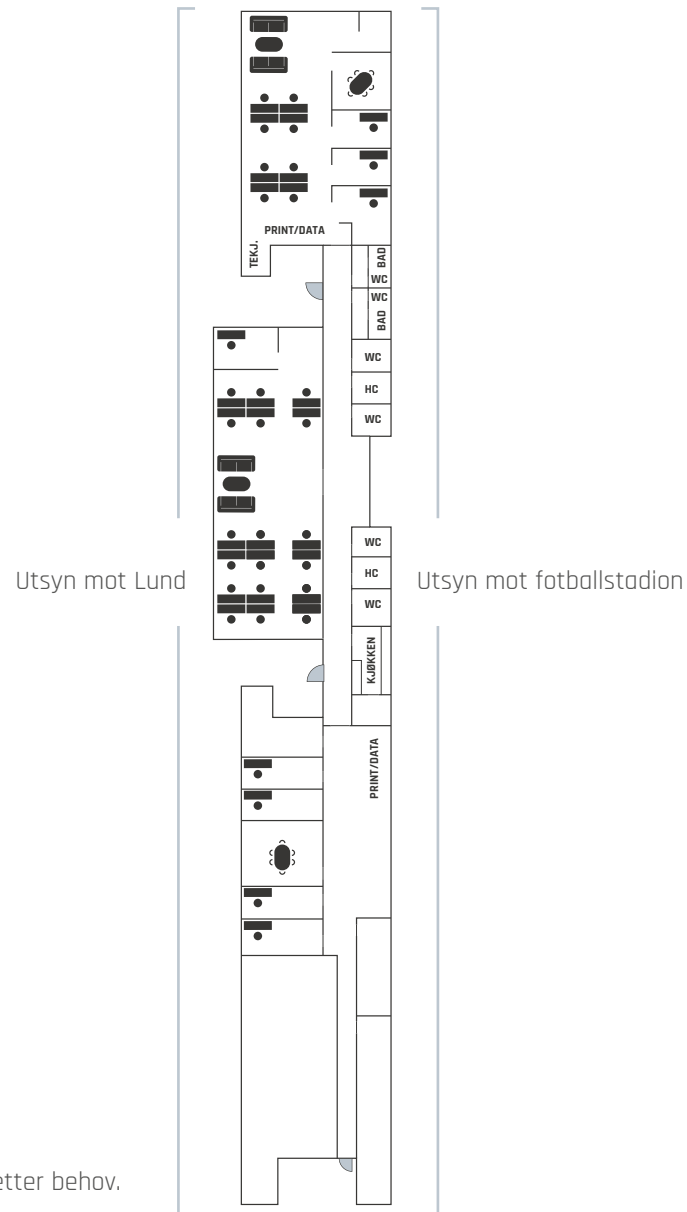 PRINT/DATA
TEKJ.
BAD
WC
WC
BAD
WC
HC
WC
WC
HC
WC
Utsyn mot Lund
Utsyn mot fotballstadion
KJØKKEN
PRINT/DATA
etter behov.